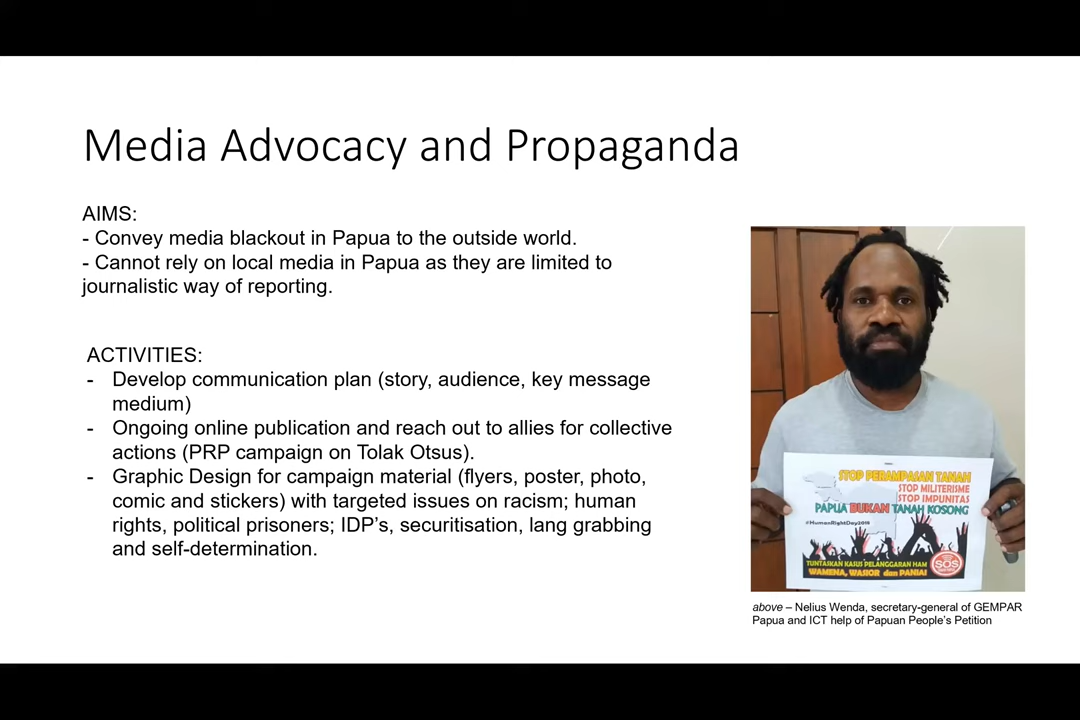 Media Advocacy and Propaganda
AIMS:
- Convey media blackout in Papua to the outside world.
- Cannot rely on local media in Papua as they are limited to
journalistic way of reporting.
ACTIVITIES:
- Develop communication plan (story, audience, key message
medium)
- Ongoing online publication and reach out to allies for collective
actions (PRP campaign on Tolak Otsus).
- Graphic Design for campaign material (flyers, poster, photo,
comic and stickers) with targeted issues on racism; human
rights, political prisoners; IDP's, securitisation, lang grabbing
and self-determination.
STOP PERAMPASAN TANAH
STOP MILITERISME
STOP IMPUNITAS
PAPUA BUKAN TANAH KOSONG
#HumanRightDay2018
TUNTASKAN KASUS PELANGGARAN HAM
WAMENA, WASIOR dan PANIAI
SOS
above – Nelius Wenda, secretary-general of GEMPAR
Papua and ICT help of Papuan People's Petition